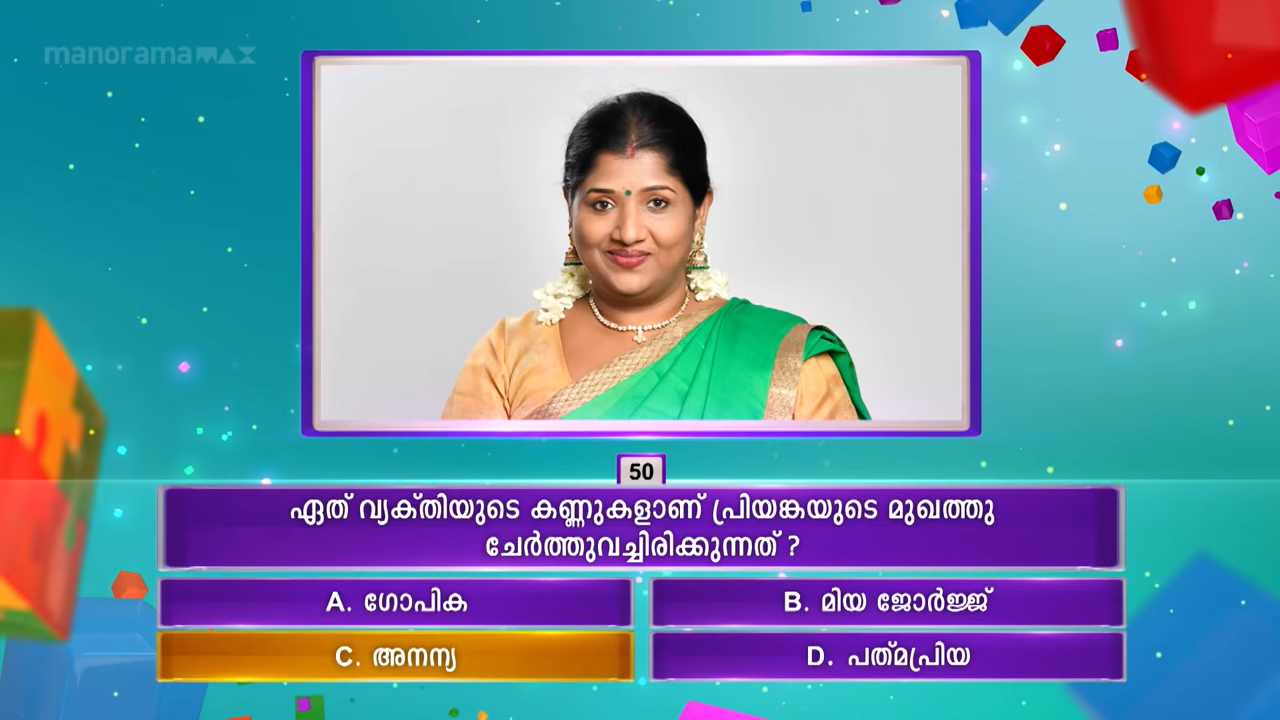 manoramaMAX
50
ഏത് വ്യക്തിയുടെ കണ്ണുകളാണ് പ്രിയങ്കയുടെ മുഖത്തു
ചേർത്തുവച്ചിരിക്കുന്നത് ?
A. ഗോപിക
B. മിയ ജോർജ്ജ്
C. അനന്യ
D. പത്മപ്രിയ